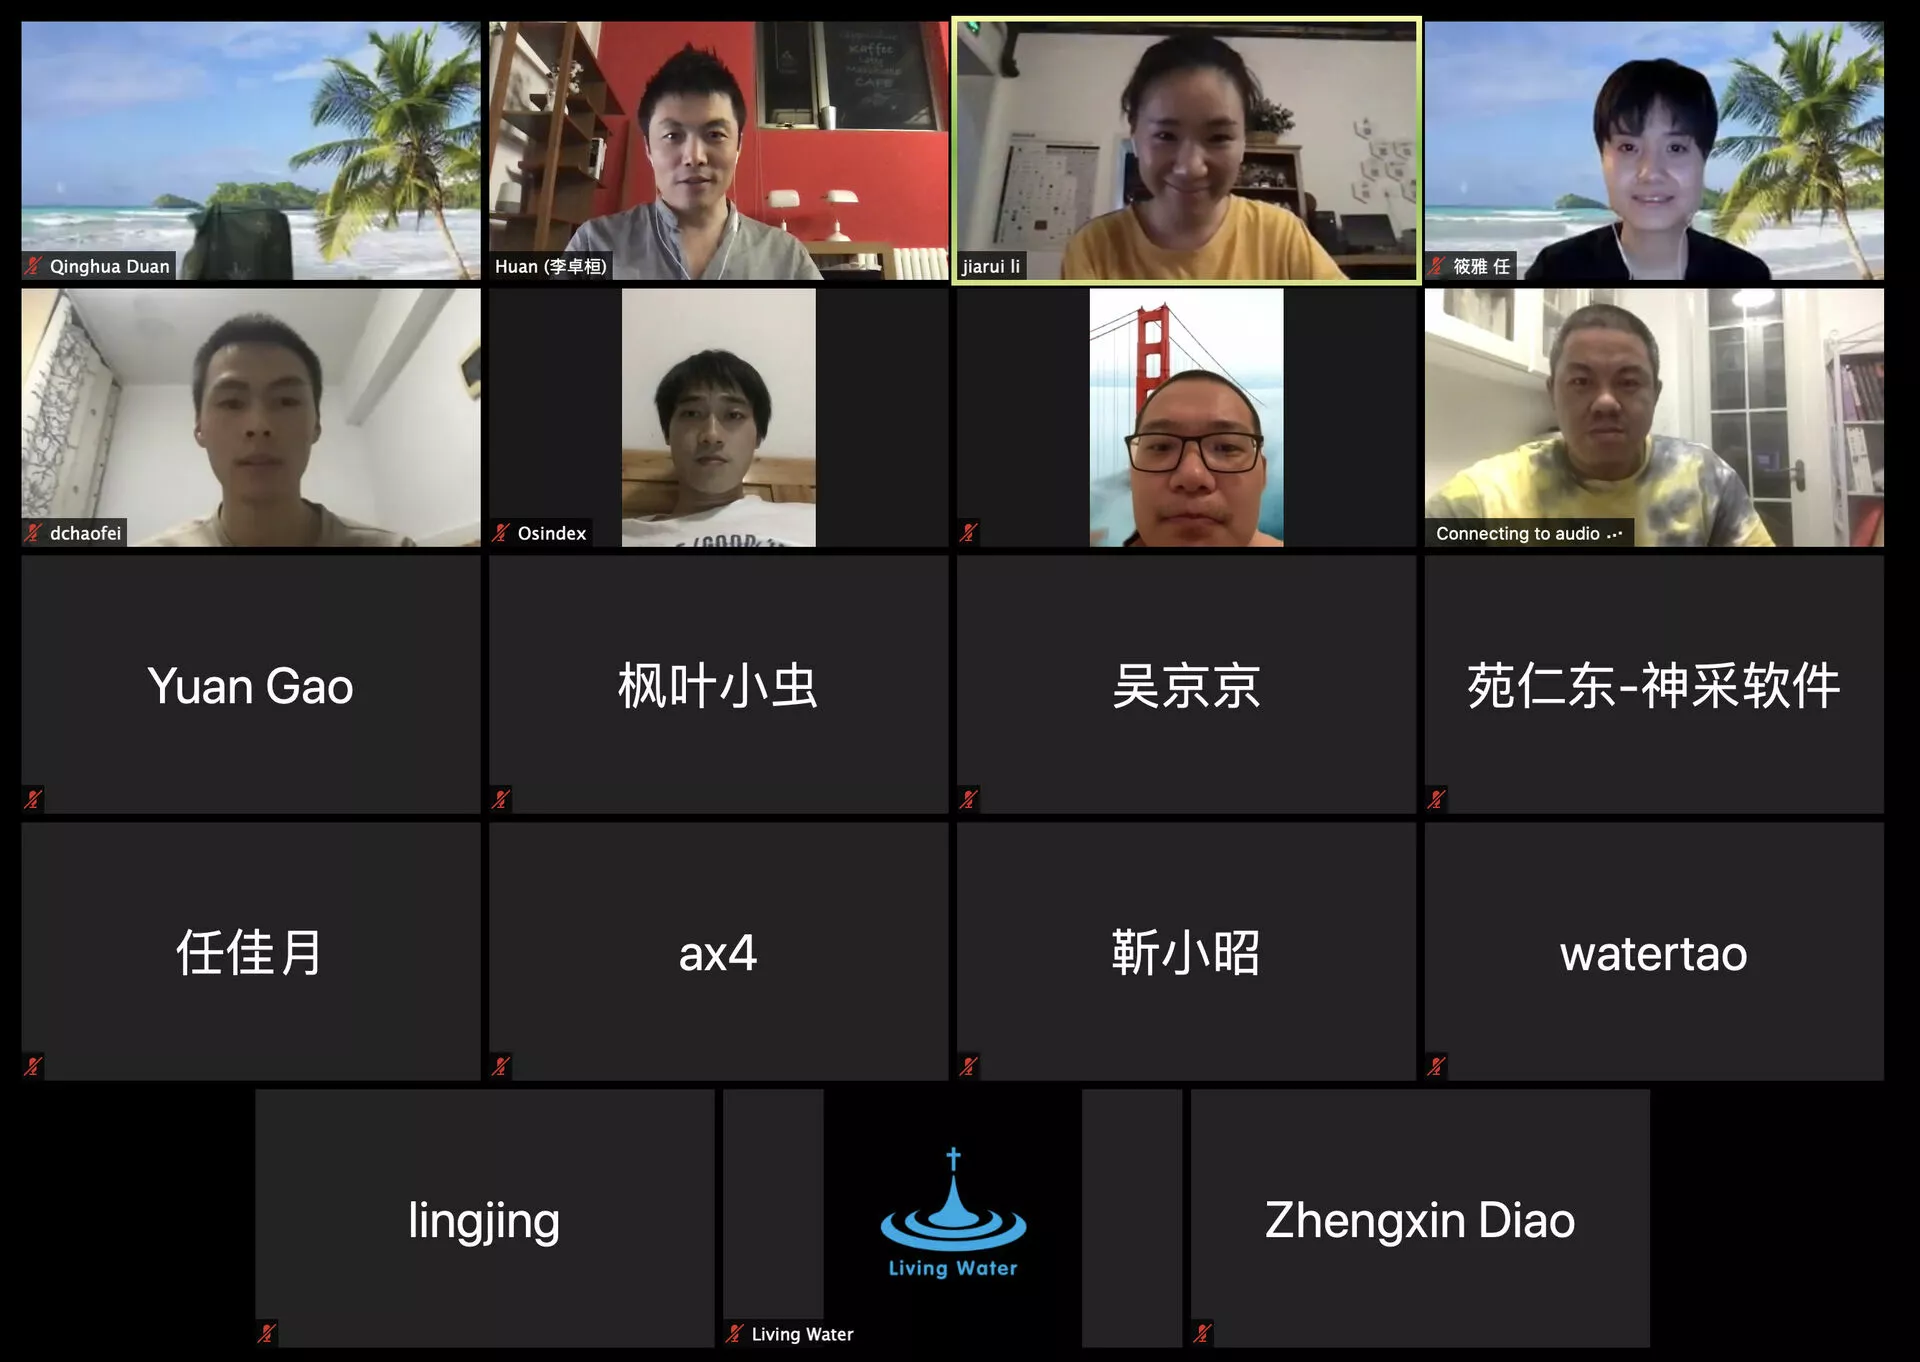 Kaffee
CAFE
Qinghua Duan
Huan (李卓桓)
jiarui li
筱雅 任
dchaofei
Osindex
Connecting to audio ...
Yuan Gao
枫叶小虫
吴京京
苑仁东-神采软件
任佳月
ax4
靳小昭
watertao
lingjing
Living Water
Living Water
Zhengxin Diao